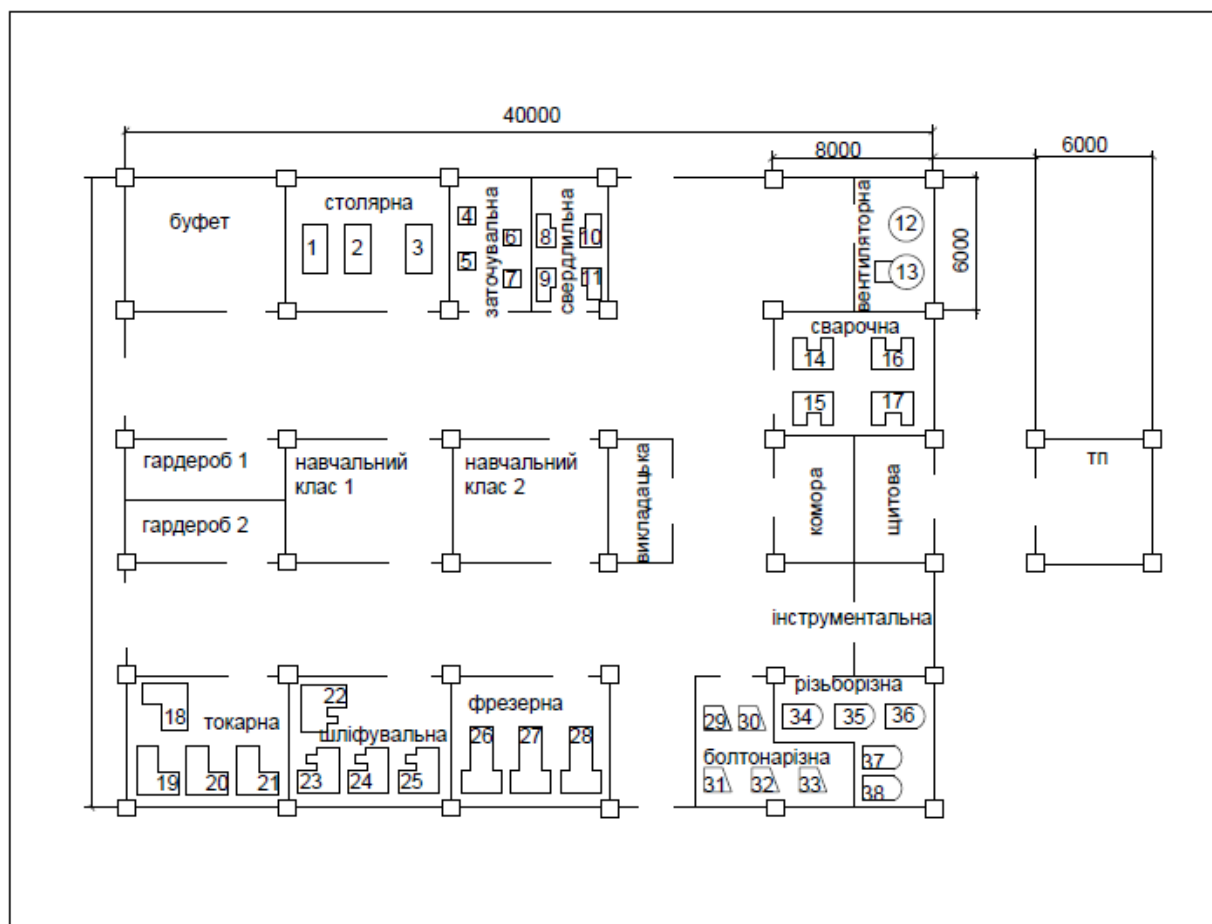 40000
8000
6000
буфет
столярна
1
2
3
4
5
6
7
заточувальна
8
9
10
11
свердлильна
вентиляторна
12
13
6000
сварочна
14
16
15
17
гардероб 1
гардероб 2
навчальний
клас 1
навчальний
клас 2
викладацька
комора
щитова
тп
інструментальна
18
токарна
19
20
21
22
шліфувальна
23
24
25
фрезерна
26
27
28
29
30
болтонарізна
31
32
33
різьборізна
34
35
36
37
38